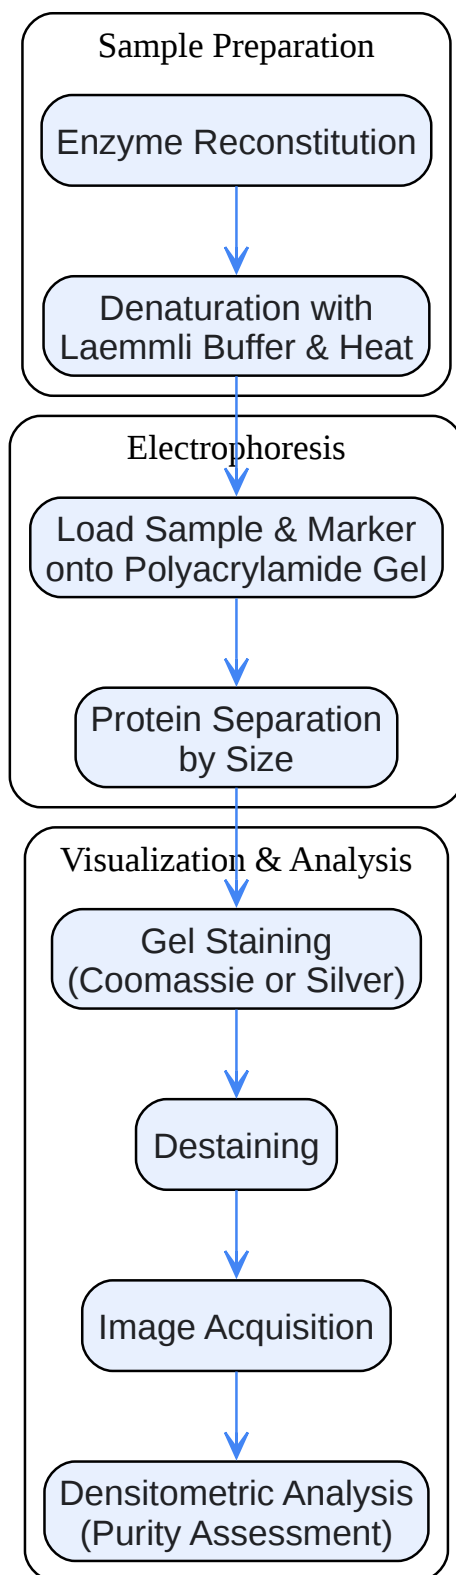 Sample Preparation
Enzyme Reconstitution
Denaturation with
Laemmli Buffer & Heat
Electrophoresis
Load Sample & Marker
onto Polyacrylamide Gel
Protein Separation
by Size
Visualization & Analysis
Gel Staining
(Coomassie or Silver)
Destaining
Image Acquisition
Densitometric Analysis
(Purity Assessment)